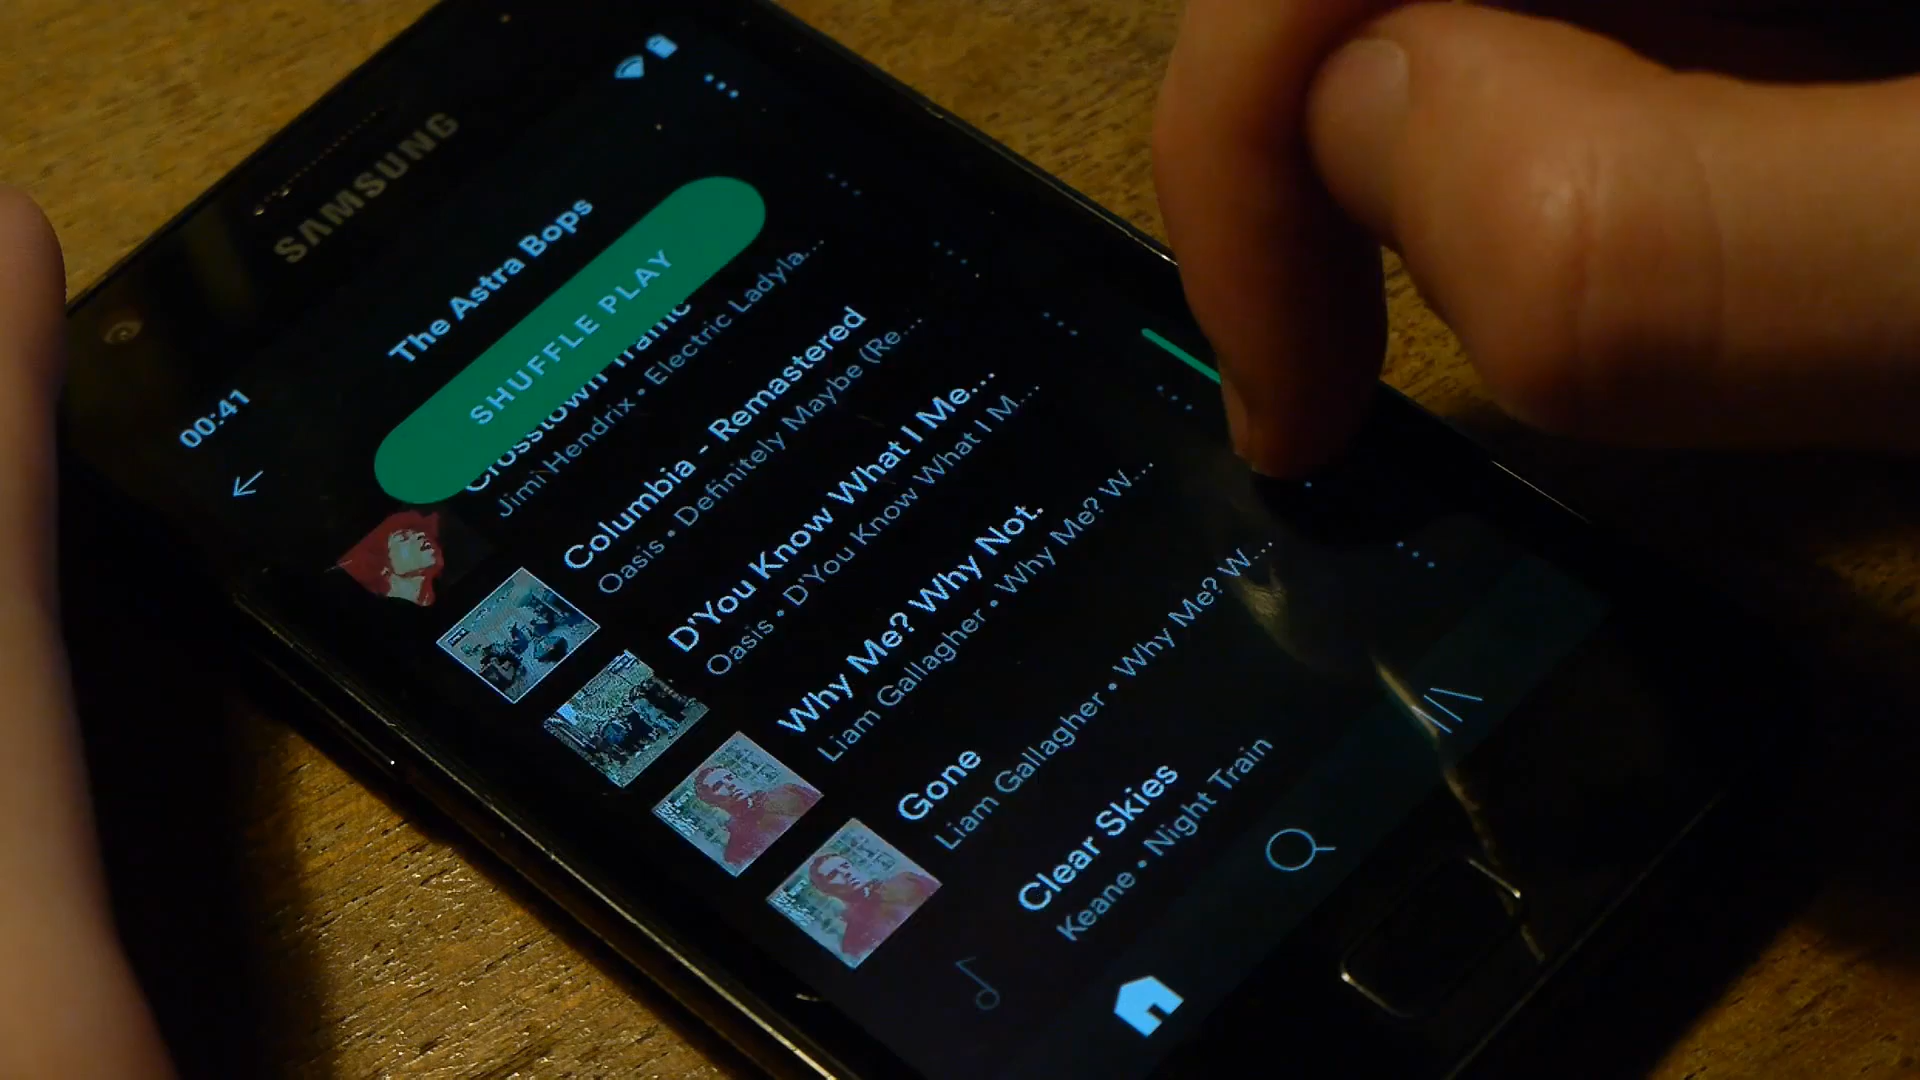 SAMSUNG
00:41
The Astra Bops
SHUFFLE PLAY
Crosstown Traffic
Jimi Hendrix • Electric Ladyla...
Columbia - Remastered
Oasis • Definitely Maybe (Re...
D'You Know What I Me...
Oasis • D'You Know What I M...
Why Me? Why Not.
Liam Gallagher • Why Me? W...
Gone
Liam Gallagher • Why Me? W...
Clear Skies
Keane • Night Train